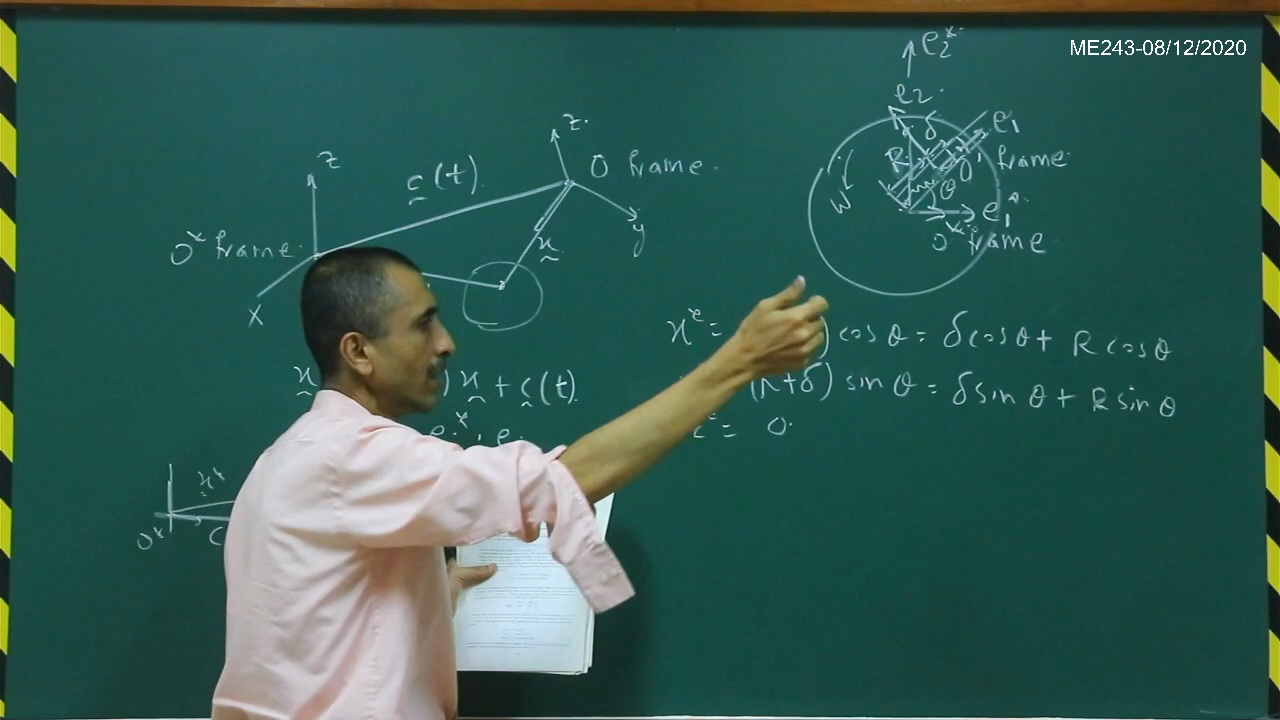 ME243-08/12/2020
e₂*
e₂
δ
e₁
R
θ
frame
ω
e₁*
o* frame
z
c(t)
z
o frame
y
x
o* frame
x
x
x + c(t)
x* =
) cos θ = δ cos θ + R cos θ
(R+δ) sin θ = δ sin θ + R sin θ
= 0
x*
o*
c